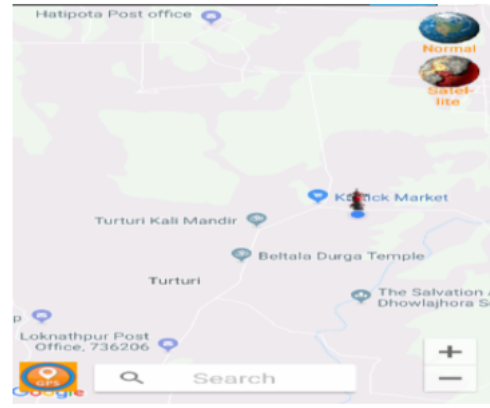 Hatipota Post office
Normal
Satel-
lite
Market
Turturi Kali Mandir
Beltala Durga Temple
Turturi
The Salvation
Dhowlajhora
p
Loknathpur Post
Office, 736206
+
GPS
Search
−
Google